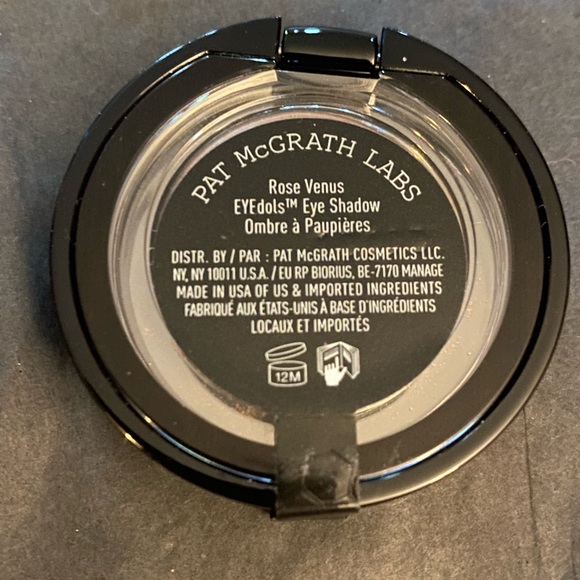 PAT McGRATH LABS
Rose Venus
EYEdols™ Eye Shadow
Ombre à Paupières
DISTR. BY / PAR : PAT McGRATH COSMETICS LLC.
NY, NY 10011 U.S.A. / EU RP BIORIUS, BE-7170 MANAGE
MADE IN USA OF US & IMPORTED INGREDIENTS
FABRIQUÉ AUX ÉTATS-UNIS À BASE D'INGRÉDIENTS
LOCAUX ET IMPORTÉS
12M